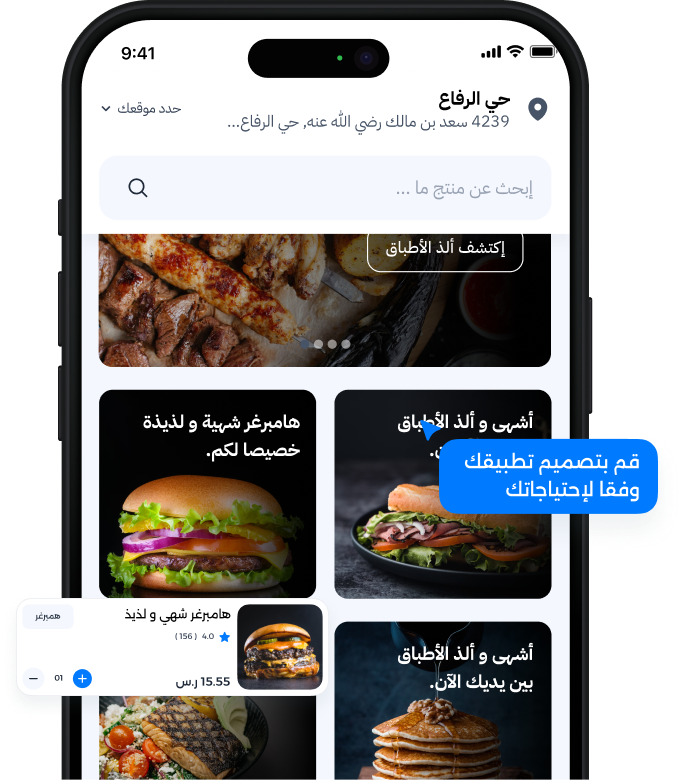 9:41
حي الرفاع
4239 سعد بن مالك رضي الله عنه, حي الرفاع...
حدد موقعك
إبحث عن منتج ما ...
إكتشف ألذ الأطباق
أشهى و ألذ الأطباق
هامبرغر شهية و لذيذة
خصيصا لكم.
قم بتصميم تطبيقك
وفقا لإحتياجاتك
هامبرغر شهي و لذيذ
همبرغر
4.0 (156)
15.55 ر.س
01
أشهى و ألذ الأطباق
بين يديك الآن.